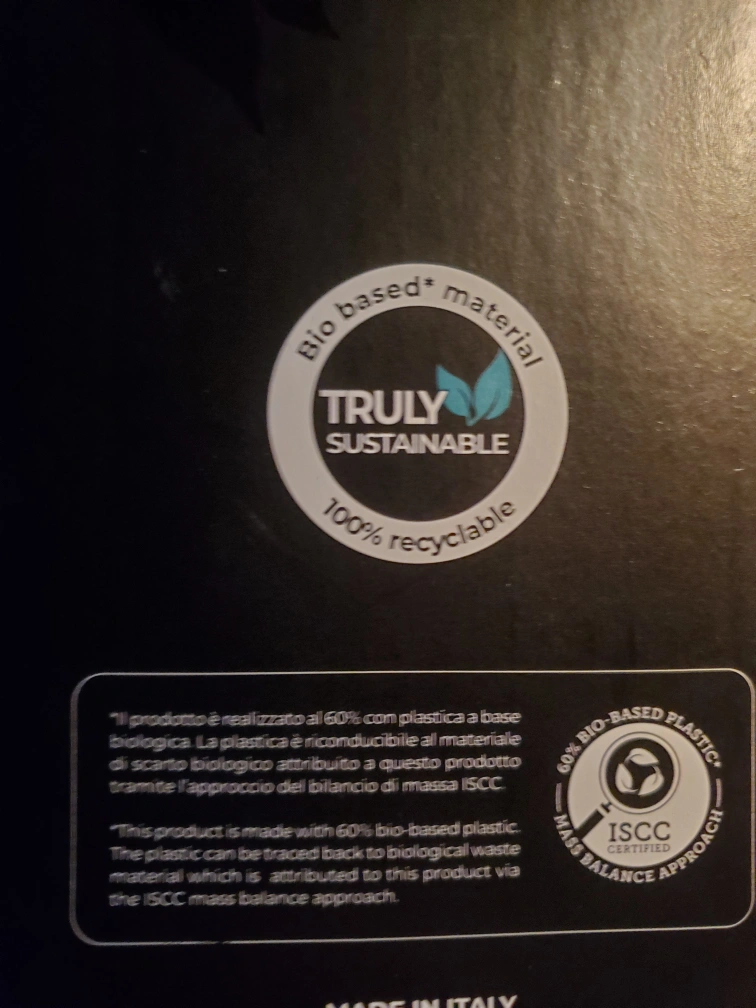 Bio based* material
TRULY
SUSTAINABLE
100% recyclable
*Il prodotto è realizzato al 60% con plastica a base
biologica. La plastica è riconducibile al materiale
di scarto biologico attribuito a questo prodotto
tramite l'approccio del bilancio di massa ISCC.
*This product is made with 60% bio-based plastic.
The plastic can be traced back to biological waste
material which is attributed to this product via
the ISCC mass balance approach.
60% BIO-BASED PLASTIC*
ISCC
CERTIFIED
MASS BALANCE APPROACH
MADE IN ITALY